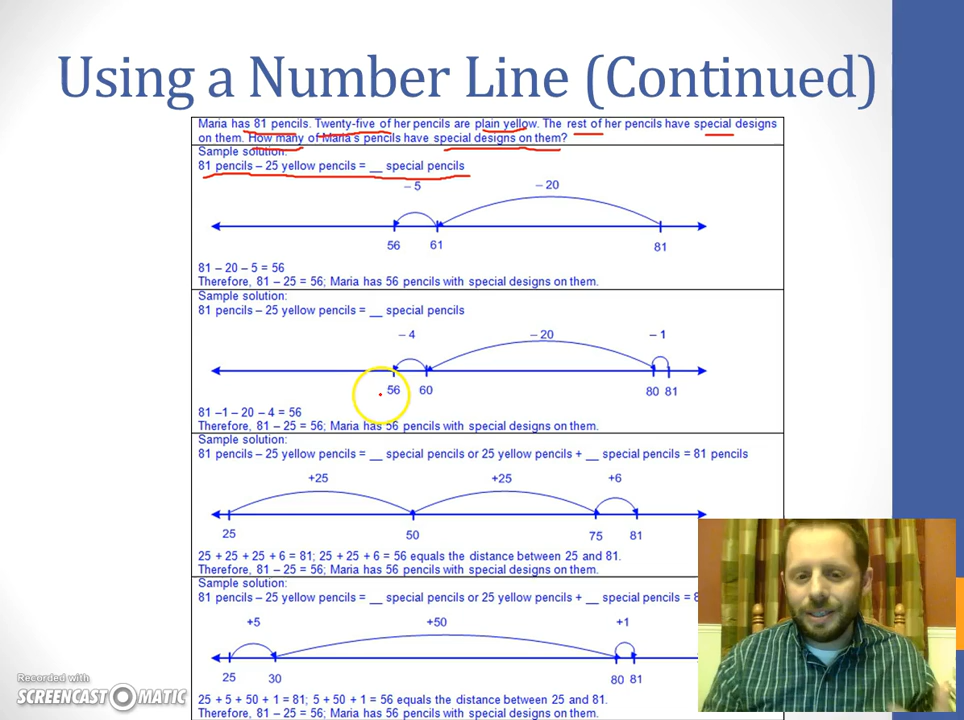 Using a Number Line (Continued)
Maria has 81 pencils. Twenty-five of her pencils are plain yellow. The rest of her pencils have special designs
on them. How many of Maria's pencils have special designs on them?
Sample solution:
81 pencils – 25 yellow pencils = __ special pencils
– 5 – 20
56 61 81
81 – 20 – 5 = 56
Therefore, 81 – 25 = 56; Maria has 56 pencils with special designs on them.
Sample solution:
81 pencils – 25 yellow pencils = __ special pencils
– 4 – 20 – 1
56 60 80 81
81 –1 – 20 – 4 = 56
Therefore, 81 – 25 = 56; Maria has 56 pencils with special designs on them.
Sample solution:
81 pencils – 25 yellow pencils = __ special pencils or 25 yellow pencils + __ special pencils = 81 pencils
+25 +25 +6
25 50 75 81
25 + 25 + 25 + 6 = 81; 25 + 25 + 6 = 56 equals the distance between 25 and 81.
Therefore, 81 – 25 = 56; Maria has 56 pencils with special designs on them.
Sample solution:
81 pencils – 25 yellow pencils = __ special pencils or 25 yellow pencils + __ special pencils =
+5 +50 +1
25 30 80 81
25 + 5 + 50 + 1 = 81; 5 + 50 + 1 = 56 equals the distance between 25 and 81.
Therefore, 81 – 25 = 56; Maria has 56 pencils with special designs on them.
Recorded with
SCREENCAST O MATIC